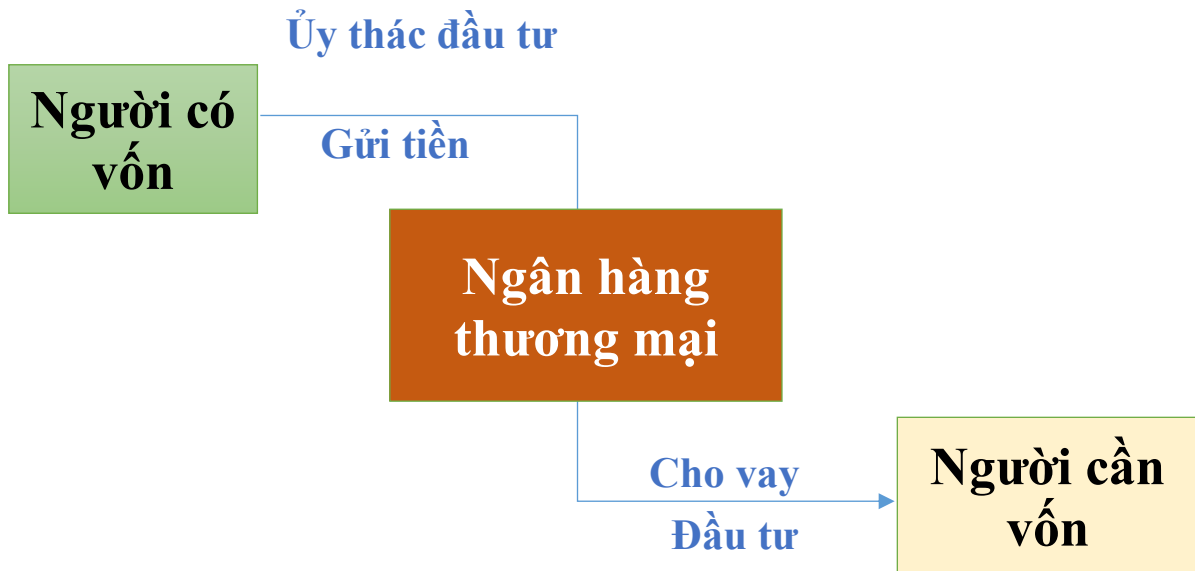 Ủy thác đầu tư
Người có
vốn
Gửi tiền
Ngân hàng
thương mại
Cho vay
Người cần
vốn
Đầu tư